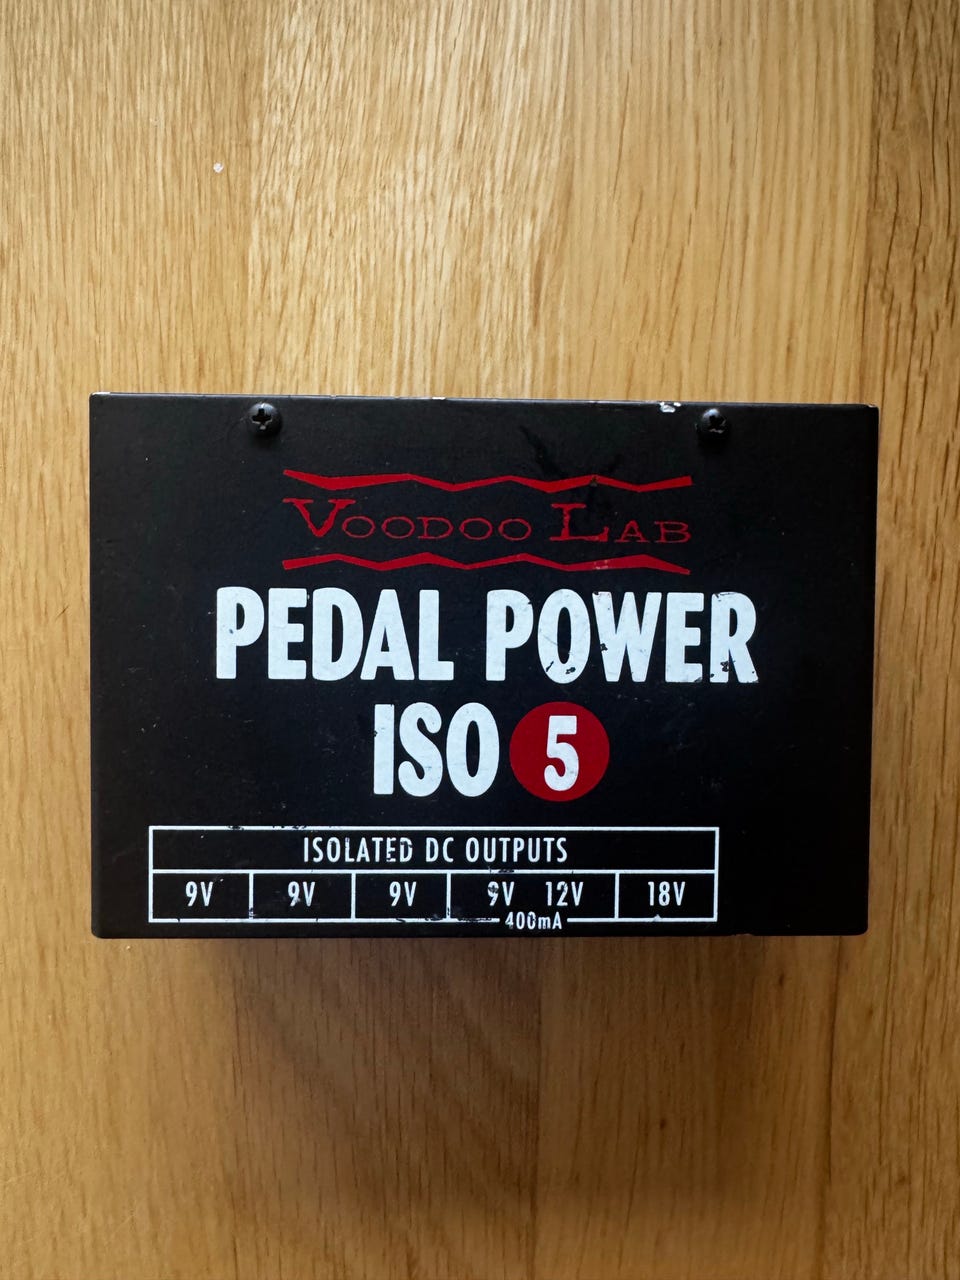 VOODOO LAB
PEDAL POWER
ISO 5
ISOLATED DC OUTPUTS
9V 9V 9V 9V 12V 18V
400mA